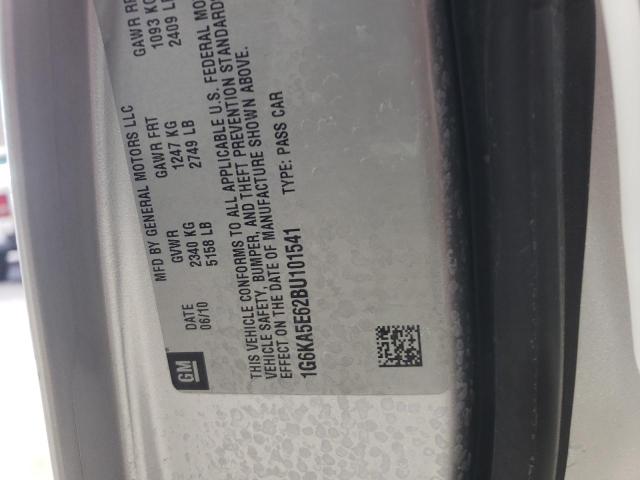 GM
DATE
06/10
MFD BY GENERAL MOTORS LLC
GVWR GAWR FRT GAWR RR
2340 KG 1247 KG 1093 KG
5158 LB 2749 LB 2409 LB
THIS VEHICLE CONFORMS TO ALL APPLICABLE U.S. FEDERAL
VEHICLE SAFETY, BUMPER, AND THEFT PREVENTION STANDARDS
EFFECT ON THE DATE OF MANUFACTURE SHOWN ABOVE.
1G6KA5E62BU101541 TYPE: PASS CAR